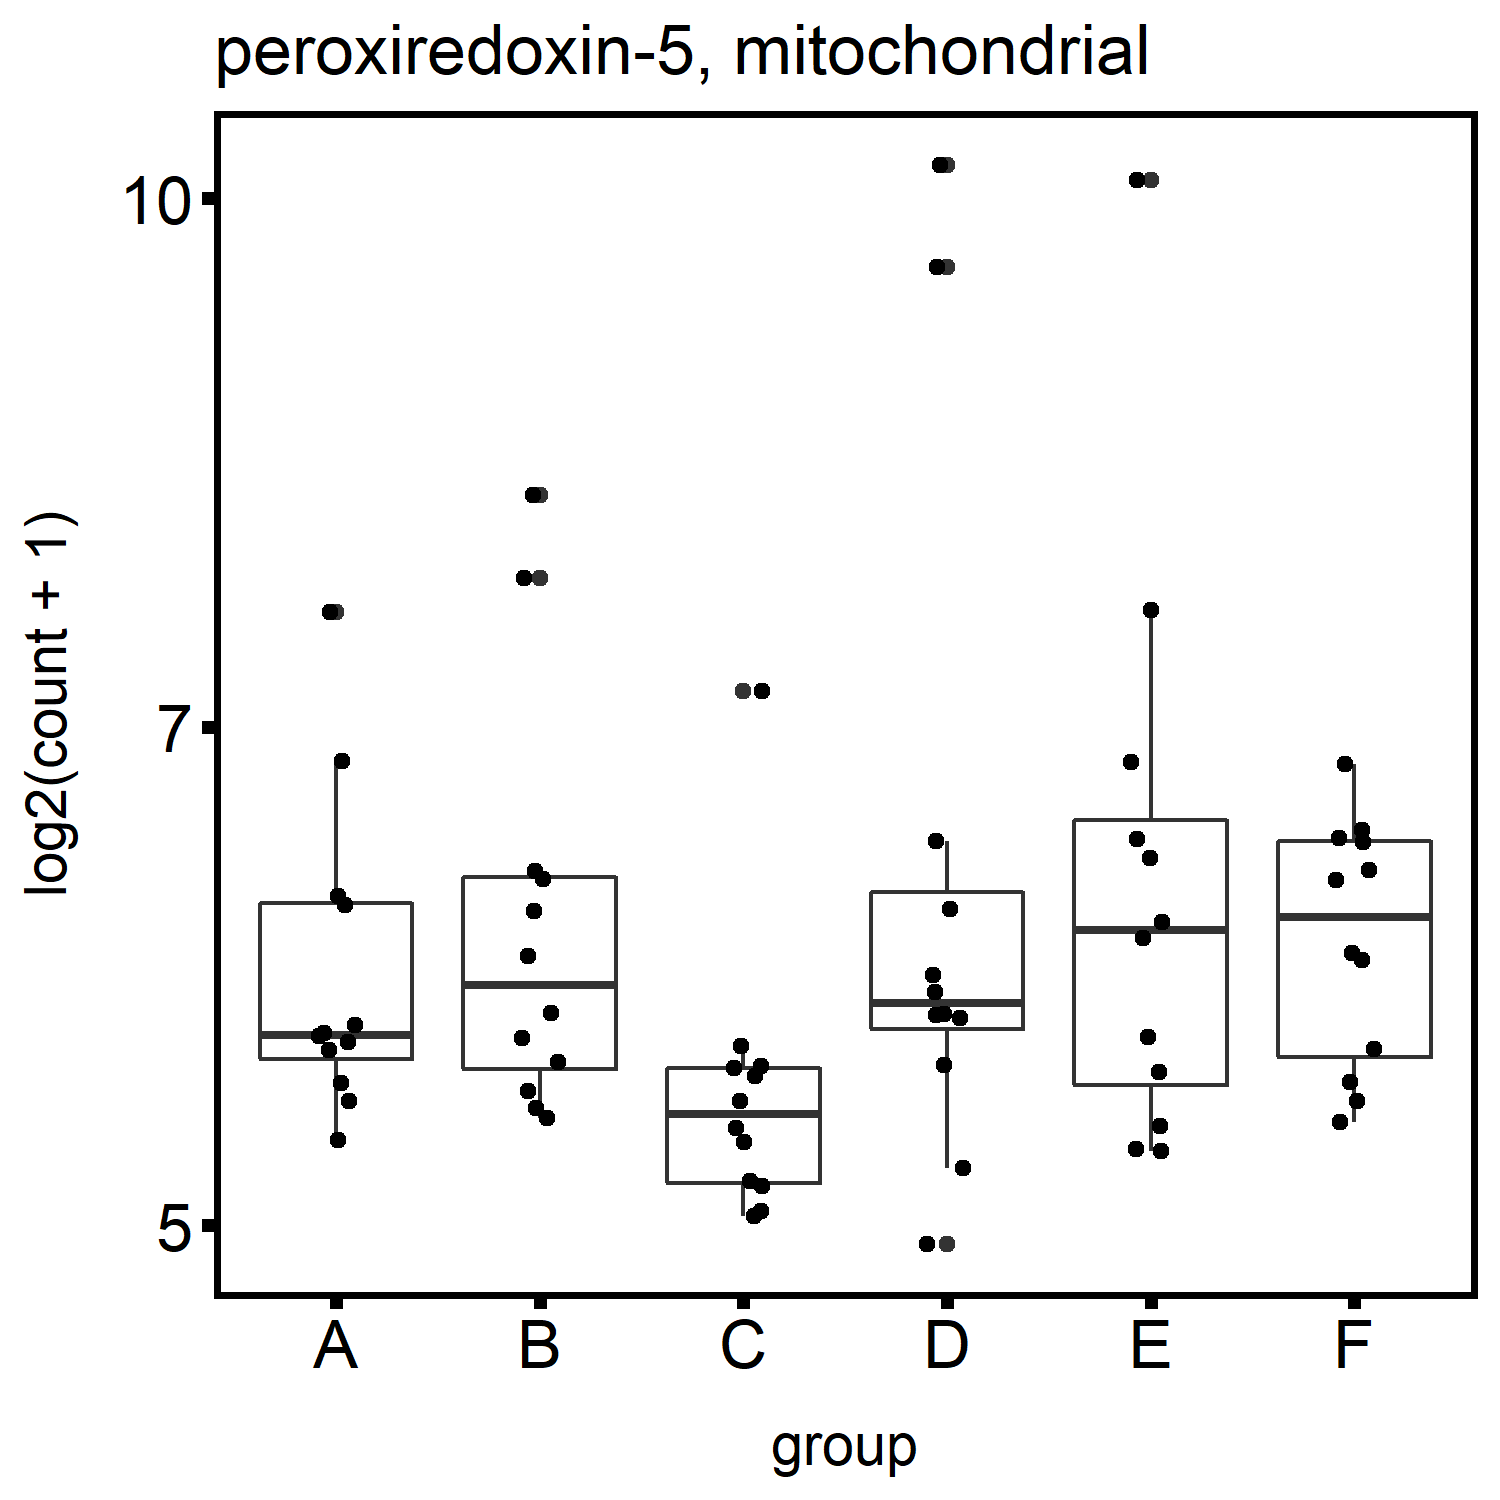 peroxiredoxin-5, mitochondrial
10
7
5
log2(count + 1)
A B C D E F
group